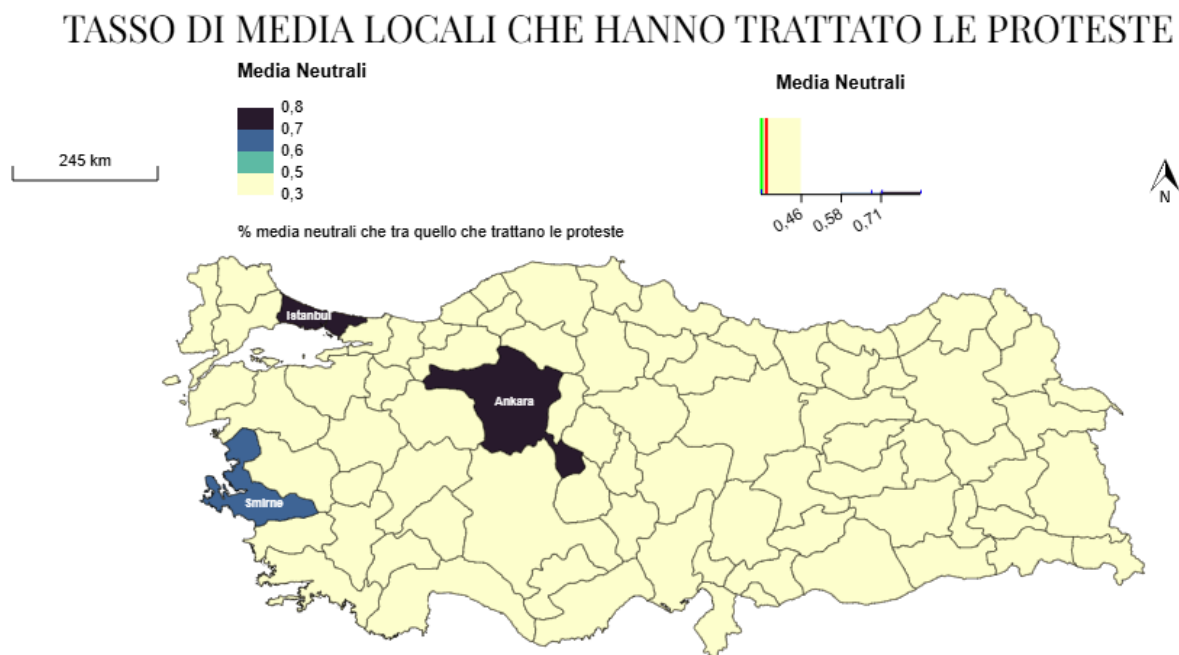 TASSO DI MEDIA LOCALI CHE HANNO TRATTATO LE PROTESTE
Media Neutrali
0,8
0,7
0,6
0,5
0,3
% media neutrali che tra quello che trattano le proteste
Media Neutrali
0,46
0,58
0,71
245 km
N
Istanbul
Ankara
Smirne